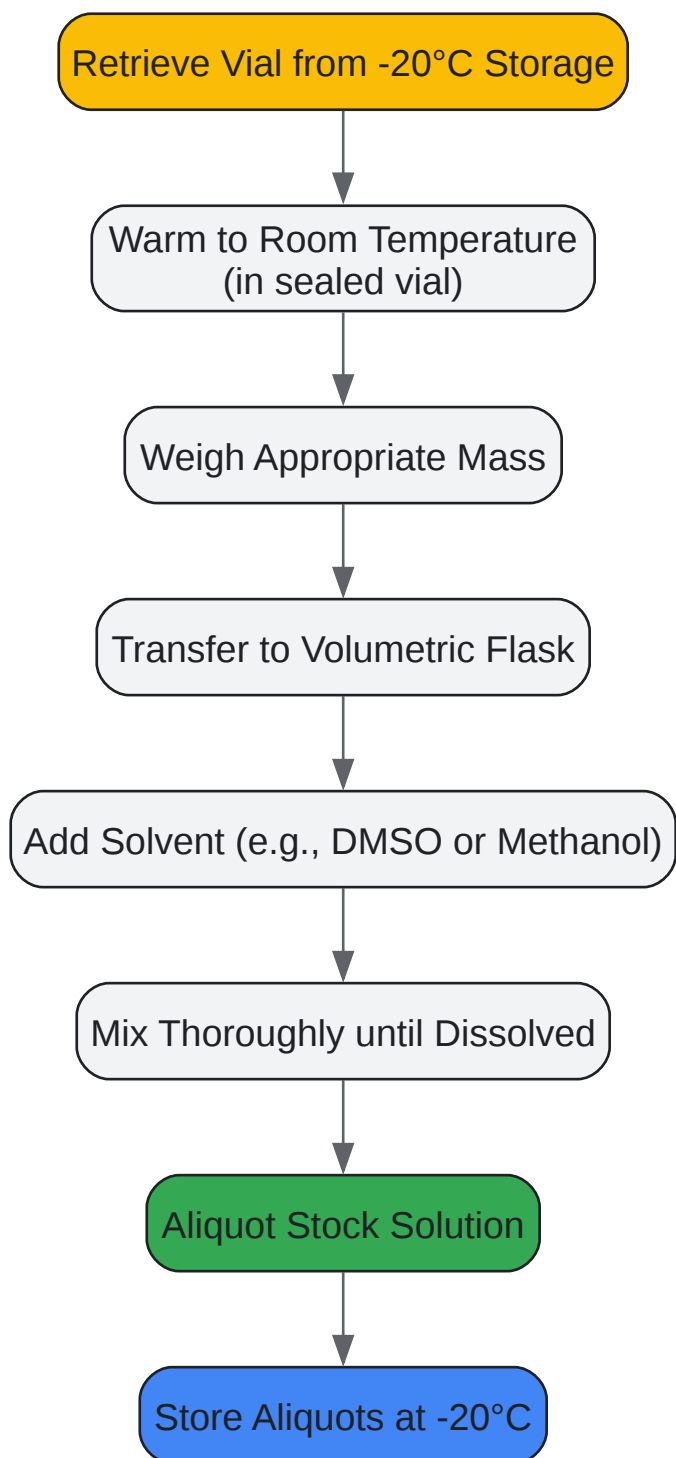 Retrieve Vial from -20°C Storage
Warm to Room Temperature
(in sealed vial)
Weigh Appropriate Mass
Transfer to Volumetric Flask
Add Solvent (e.g., DMSO or Methanol)
Mix Thoroughly until Dissolved
Aliquot Stock Solution
Store Aliquots at -20°C